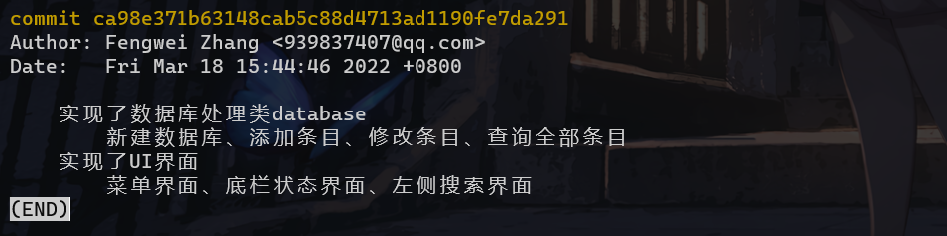 commit ca98e371b63148cab5c88d4713ad1190fe7da291
Author: Fengwei Zhang <939837407@qq.com>
Date:   Fri Mar 18 15:44:46 2022 +0800
实现了数据库处理类database
新建数据库、添加条目、修改条目、查询全部条目
实现了UI界面
菜单界面、底栏状态界面、左侧搜索界面
(END)